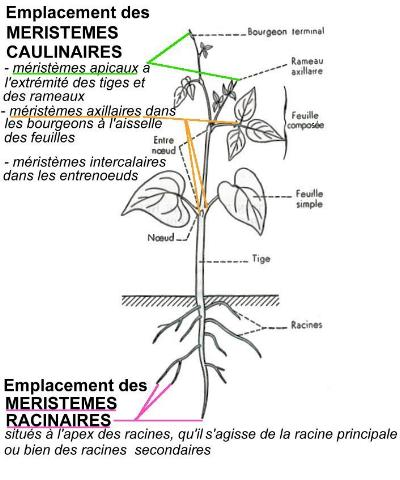 Emplacement des
MERISTEMES
CAULINAIRES
- méristèmes apicaux à
l'extrémité des tiges et
des rameaux
- méristèmes axillaires dans
les bourgeons à l'aisselle
des feuilles
- méristèmes intercalaires
dans les entrenoeuds
Bourgeon terminal
Rameau
axillaire
Feuille
composée
Entre
nœud
Feuille
simple
Nœud
Tige
Racines
Emplacement des
MERISTEMES
RACINAIRES
situés à l'apex des racines, qu'il s'agisse de la racine principale
ou bien des racines secondaires